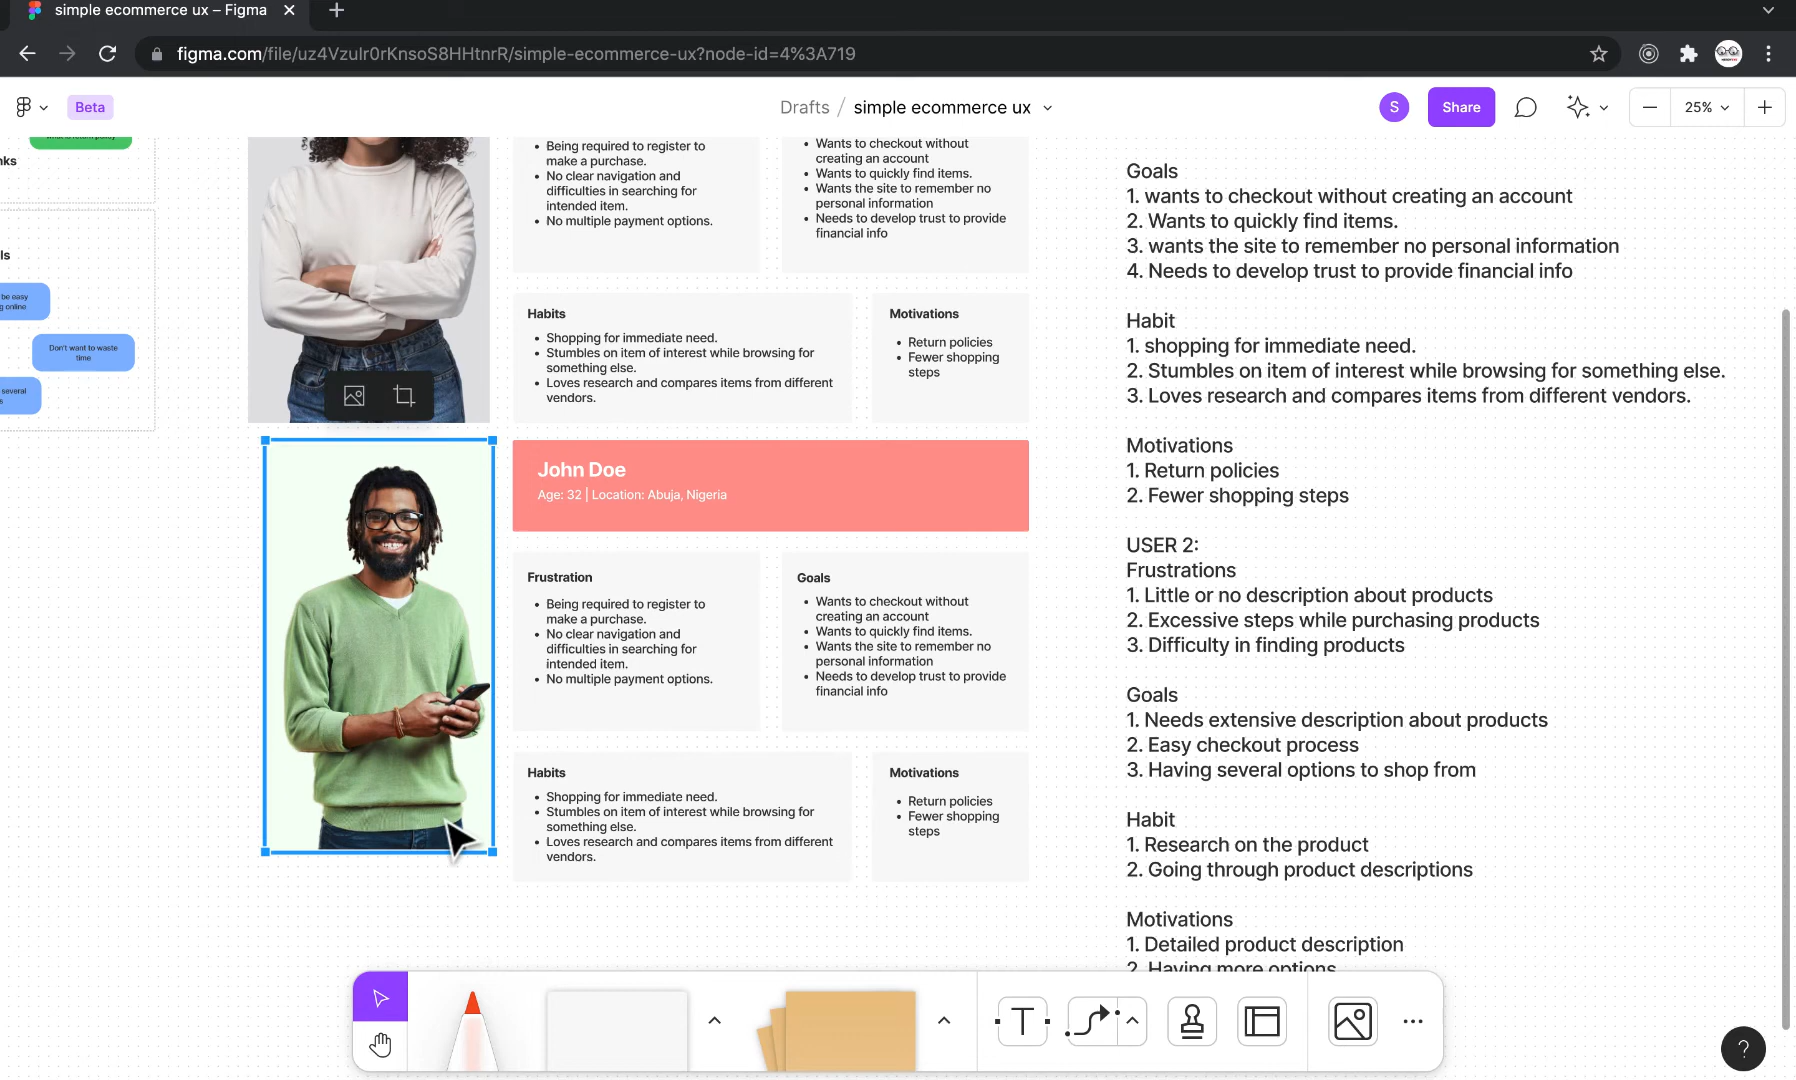 simple ecommerce ux – Figma
figma.com/file/uz4Vzulr0rKnsoS8HHtnrR/simple-ecommerce-ux?node-id=4%3A719
Beta
Drafts / simple ecommerce ux
S
Share
25%
nks
ls
be easy
g online
Don't want to waste
time
several
s
Being required to register to
make a purchase.
No clear navigation and
difficulties in searching for
intended item.
No multiple payment options.
Wants to checkout without
creating an account
Wants to quickly find items.
Wants the site to remember no
personal information
Needs to develop trust to provide
financial info
Habits
Shopping for immediate need.
Stumbles on item of interest while browsing for
something else.
Loves research and compares items from different
vendors.
Motivations
Return policies
Fewer shopping
steps
John Doe
Age: 32 | Location: Abuja, Nigeria
Frustration
Being required to register to
make a purchase.
No clear navigation and
difficulties in searching for
intended item.
No multiple payment options.
Goals
Wants to checkout without
creating an account
Wants to quickly find items.
Wants the site to remember no
personal information
Needs to develop trust to provide
financial info
Habits
Shopping for immediate need.
Stumbles on item of interest while browsing for
something else.
Loves research and compares items from different
vendors.
Motivations
Return policies
Fewer shopping
steps
Goals
1. wants to checkout without creating an account
2. Wants to quickly find items.
3. wants the site to remember no personal information
4. Needs to develop trust to provide financial info
Habit
1. shopping for immediate need.
2. Stumbles on item of interest while browsing for something else.
3. Loves research and compares items from different vendors.
Motivations
1. Return policies
2. Fewer shopping steps
USER 2:
Frustrations
1. Little or no description about products
2. Excessive steps while purchasing products
3. Difficulty in finding products
Goals
1. Needs extensive description about products
2. Easy checkout process
3. Having several options to shop from
Habit
1. Research on the product
2. Going through product descriptions
Motivations
1. Detailed product description
2. Having more options
T
?